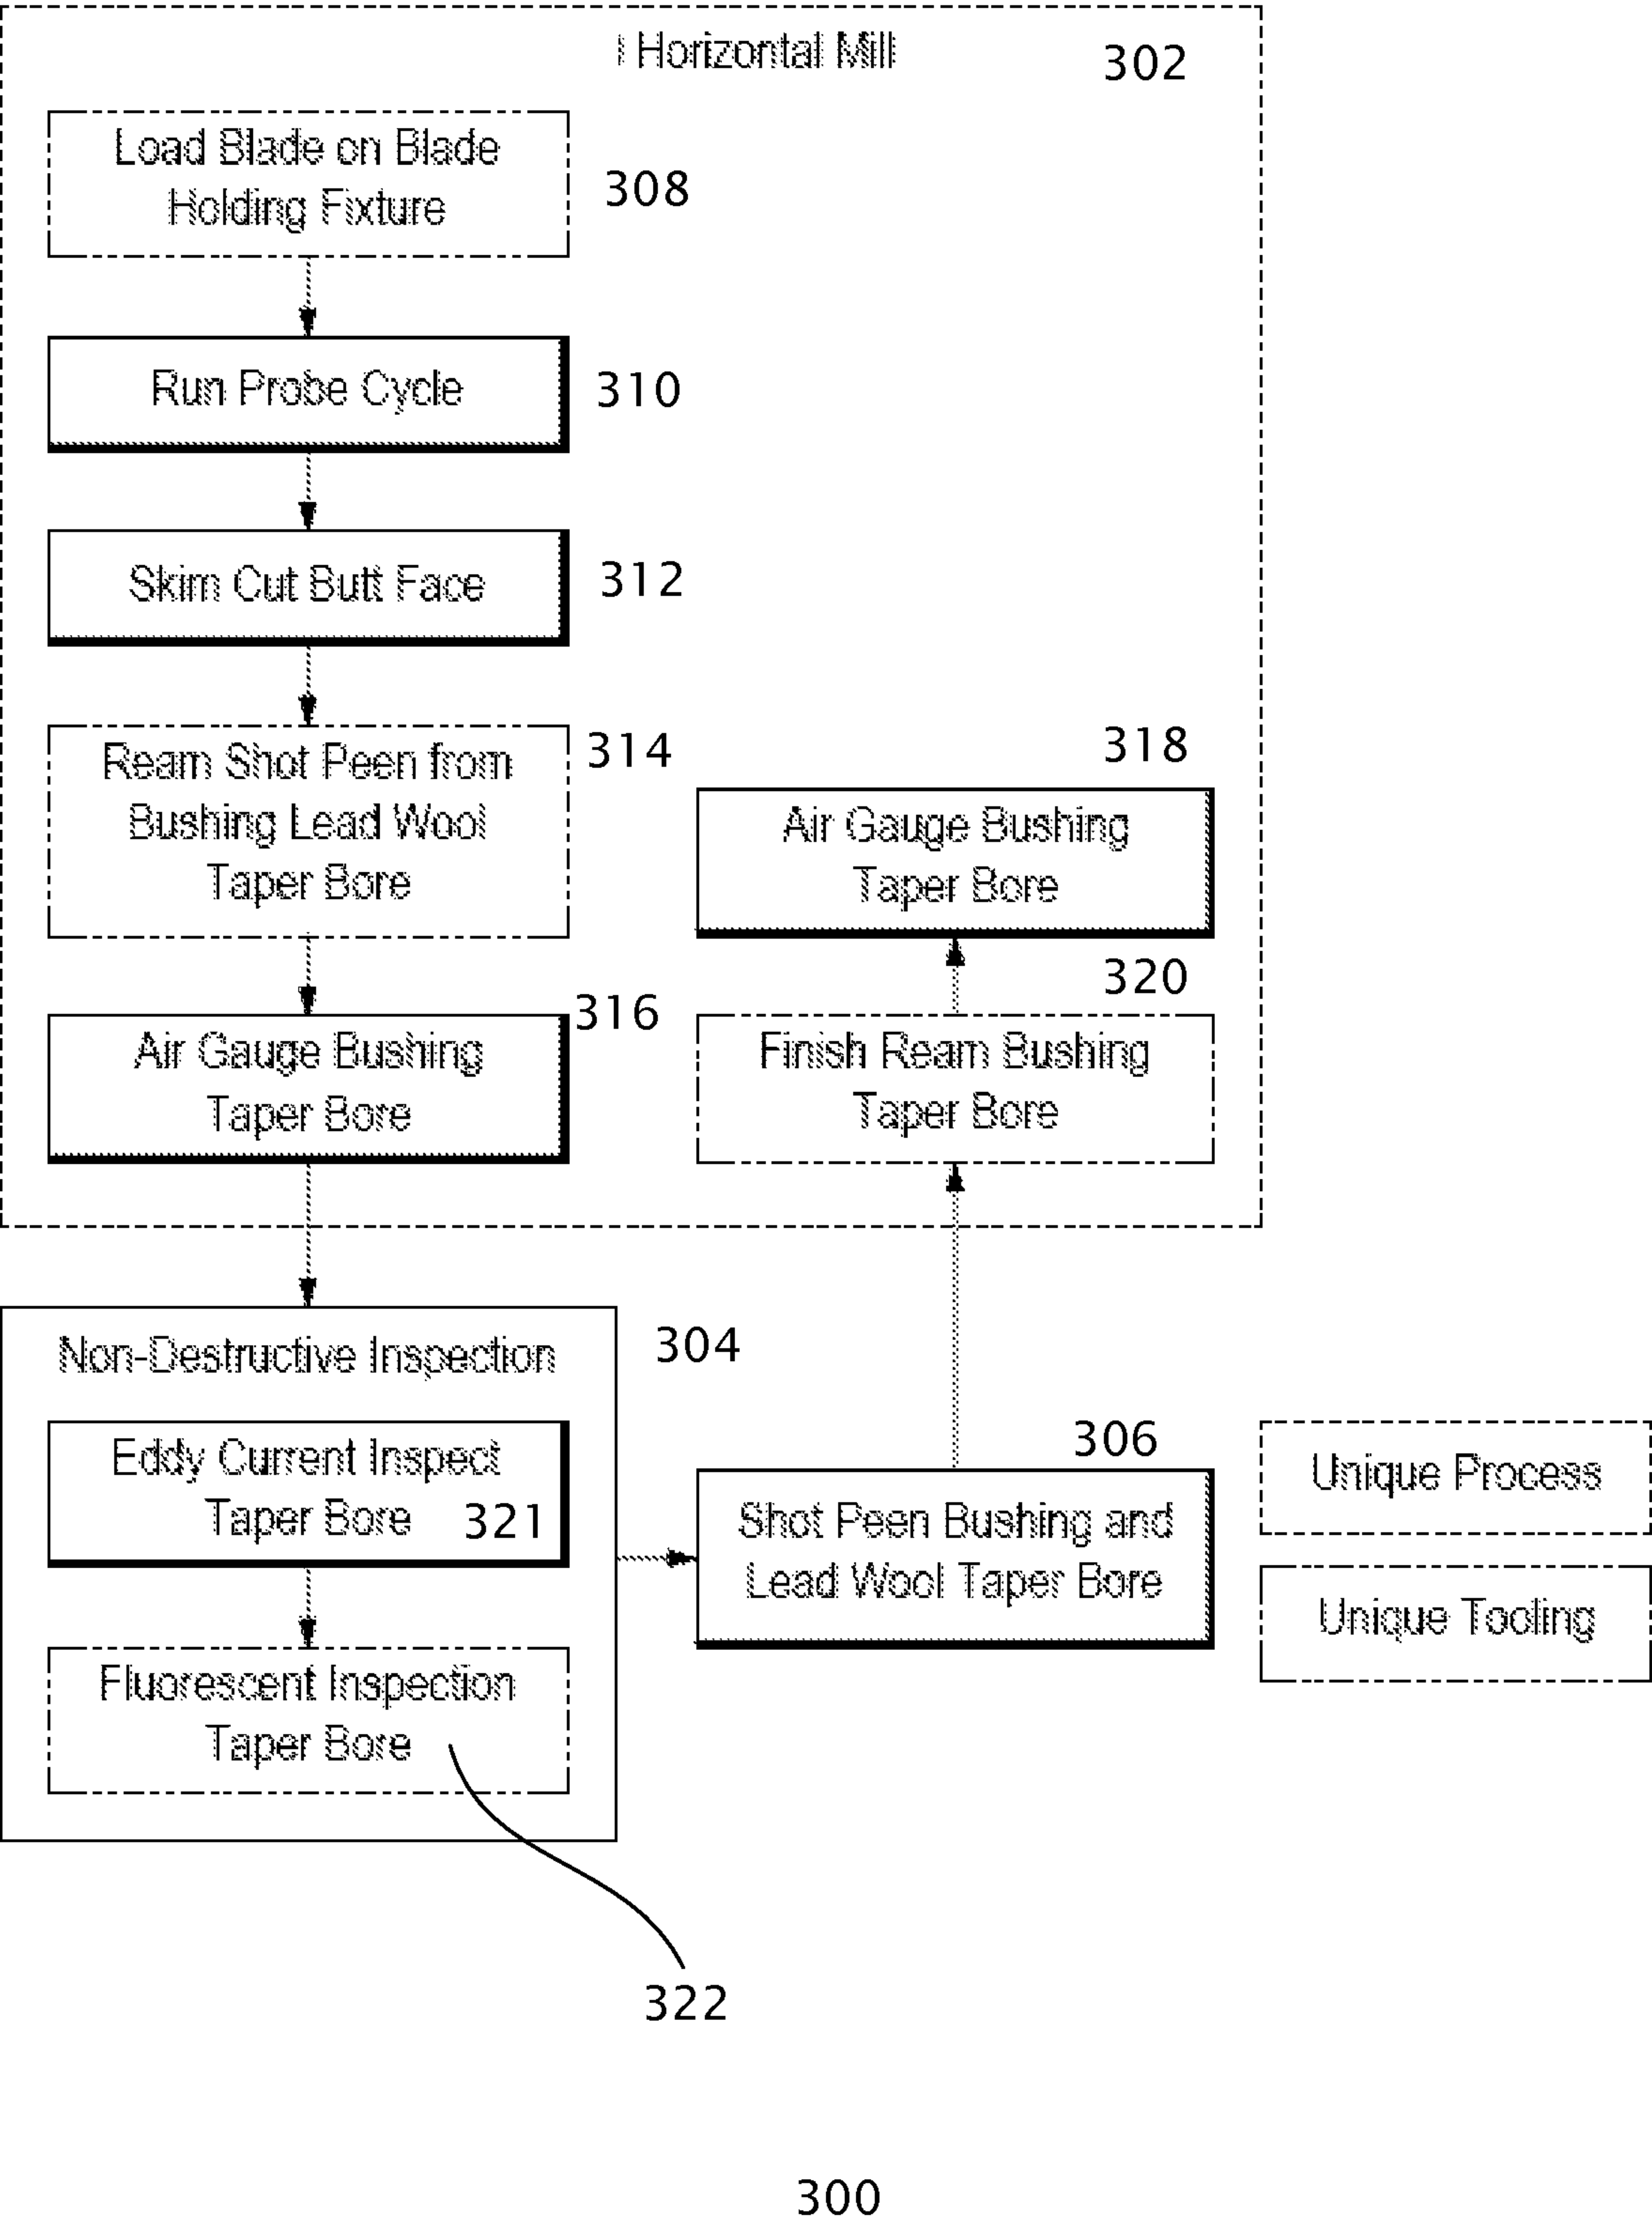 Horizontal Mill
302
Load Blade on Blade
Holding Fixture
308
Run Probe Cycle
310
Skim Cut Butt Face
312
Ream Shot Peen from
Bushing Lead Wool
Taper Bore
314
Air Gauge Bushing
Taper Bore
316
318
Air Gauge Bushing
Taper Bore
320
Finish Ream Bushing
Taper Bore
Non-Destructive Inspection
304
Eddy Current Inspect
Taper Bore
321
Fluorescent Inspection
Taper Bore
322
306
Shot Peen Bushing and
Lead Wool Taper Bore
Unique Process
Unique Tooling
300